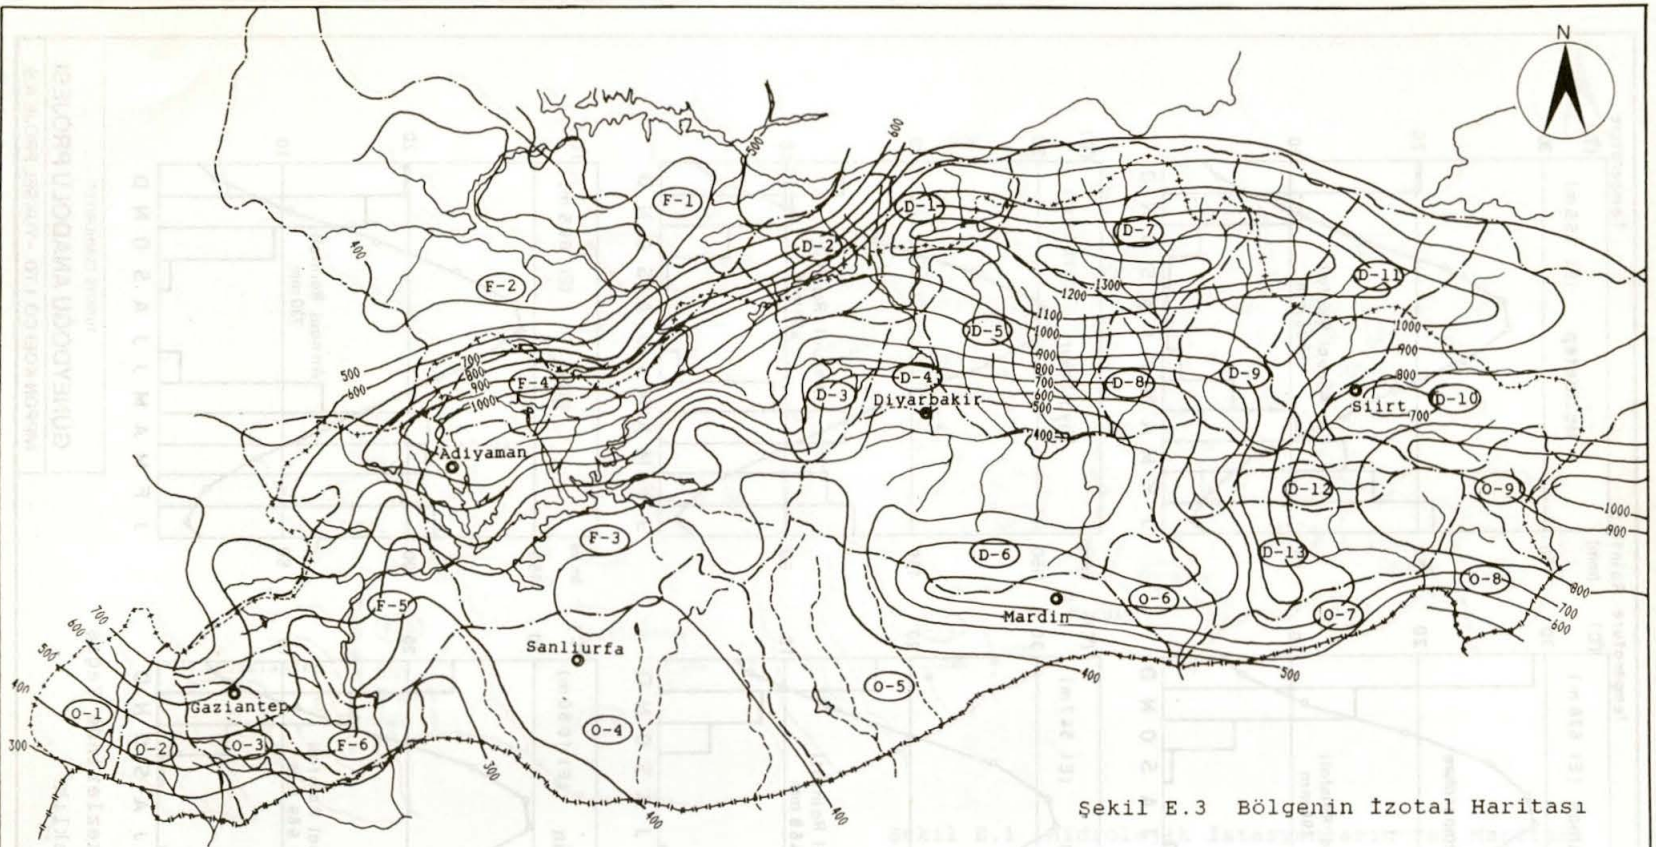 N
600
500
F-1
D-1
D-2
D-7
400
F-2
D-11
1300
1200
1100
1000
900
800
700
600
500
400
D-5
1000
900
800
700
500
600
700
800
900
1000
F-4
D-3
D-4
Diyarbakır
D-8
D-9
Siirt
D-10
Adiyaman
D-12
O-9
1000
900
F-3
D-6
D-13
O-8
800
700
600
F-5
Mardin
O-6
O-7
700
600
500
400
300
Sanliurfa
400
500
O-5
Gaziantep
O-1
O-2
O-3
F-6
O-4
300
400
400
Şekil E.3 Bölgenin İzotal Haritası